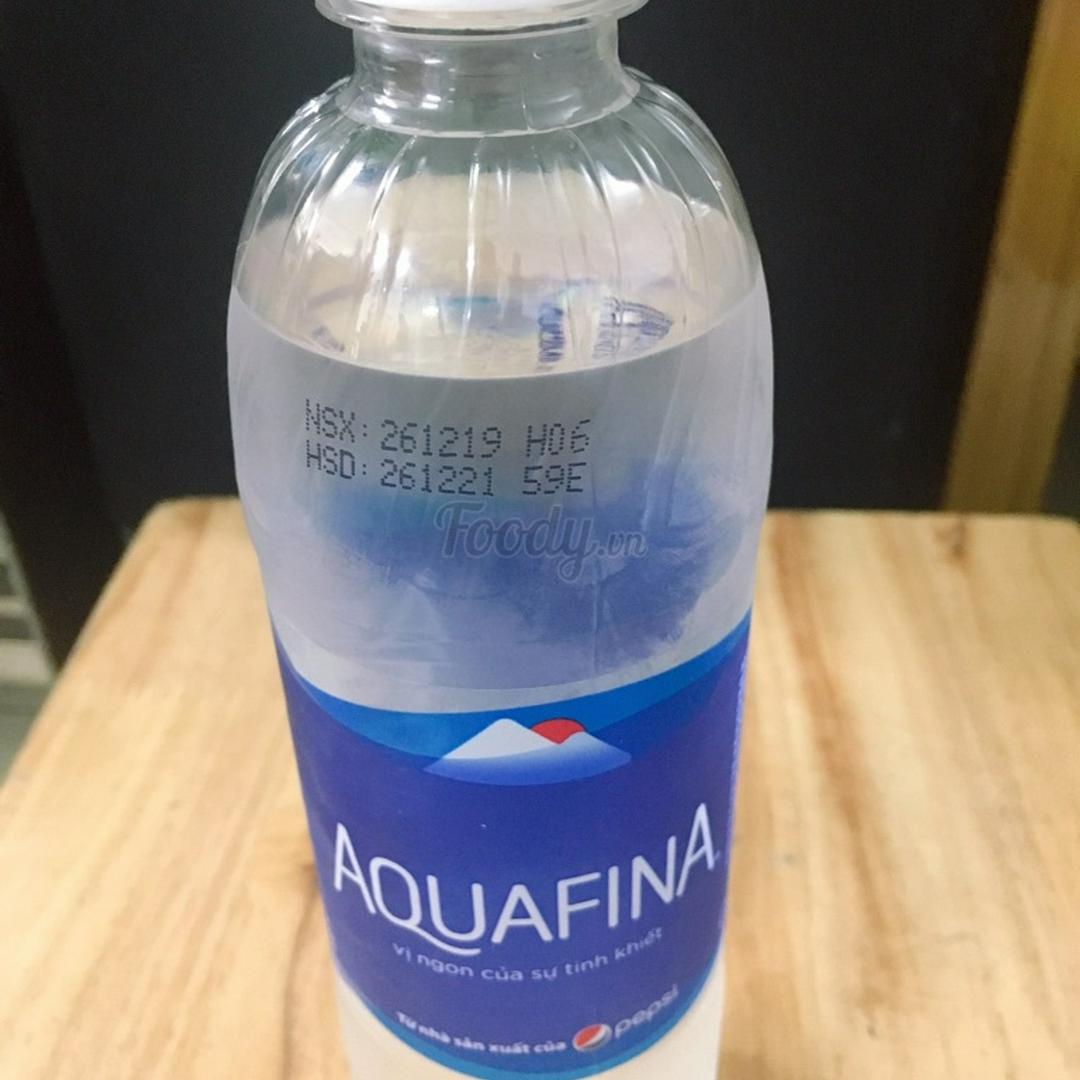 NSX: 261219 H06
HSD: 261221 59E
Foody.vn
AQUAFINA
vị ngon của sự tinh khiết
Từ nhà sản xuất của pepsi